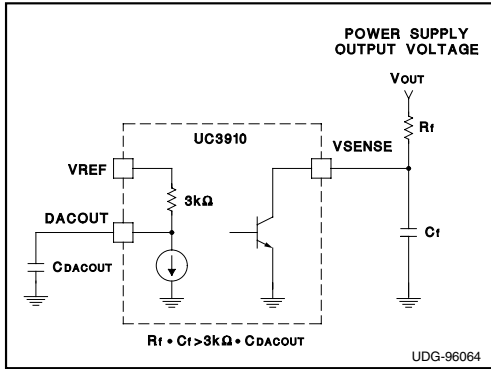 POWER SUPPLY
OUTPUT VOLTAGE
VOUT
Rf
UC3910
VSENSE
VREF
3kΩ
DACOUT
Cf
CDACOUT
Rf • Cf > 3kΩ • CDACOUT
UDG-96064